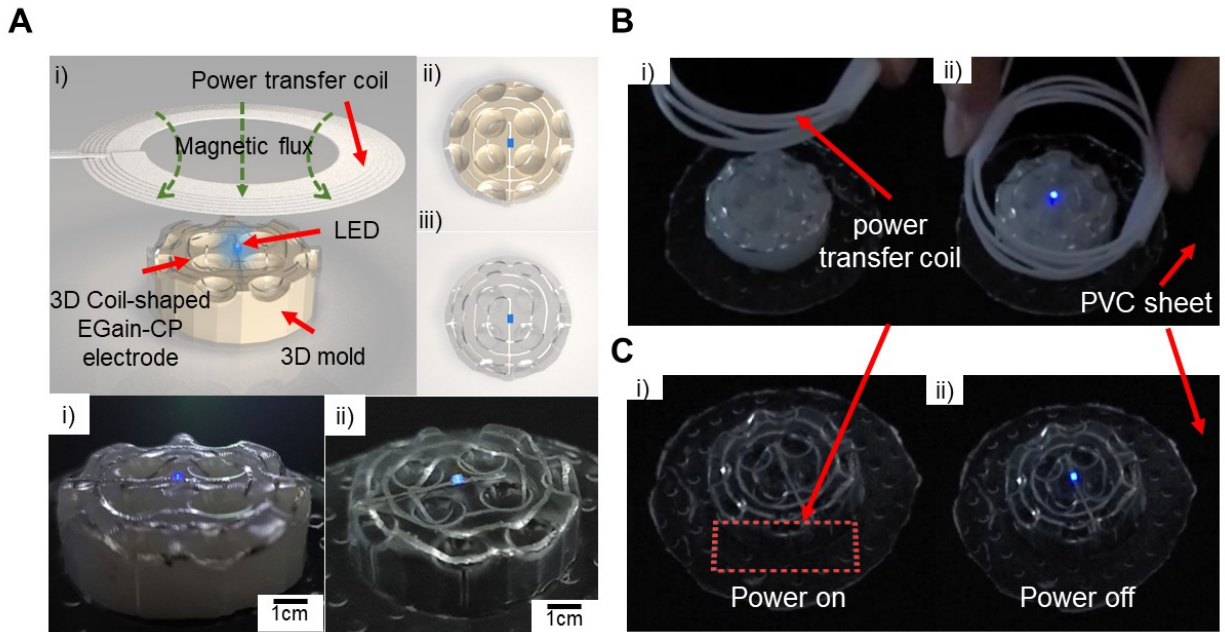 A
i)
Power transfer coil
Magnetic flux
LED
3D Coil-shaped
EGain-CP
electrode
3D mold
ii)
iii)
i)
1cm
ii)
1cm
B
i)
power
transfer coil
ii)
PVC sheet
C
i)
Power on
ii)
Power off